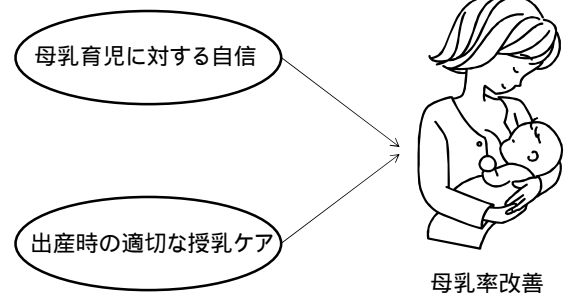 母乳育児に対する自信
出産時の適切な授乳ケア
母乳率改善